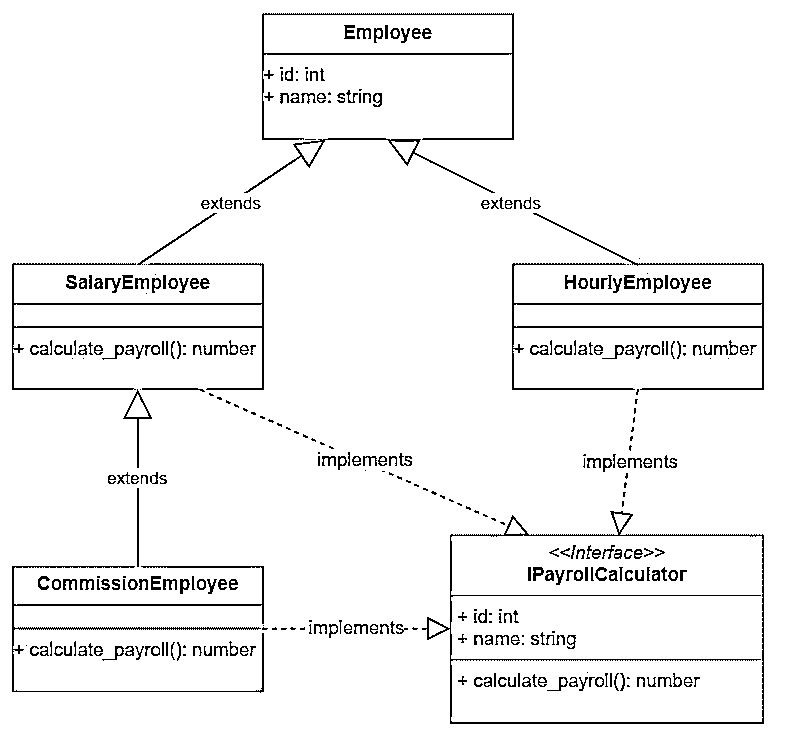 Employee
+ id: int
+ name: string
extends
extends
SalaryEmployee
+ calculate_payroll(): number
HourlyEmployee
+ calculate_payroll(): number
implements
implements
extends
<<Interface>>
IPayrollCalculator
+ id: int
+ name: string
+ calculate_payroll(): number
CommissionEmployee
+ calculate_payroll(): number
implements